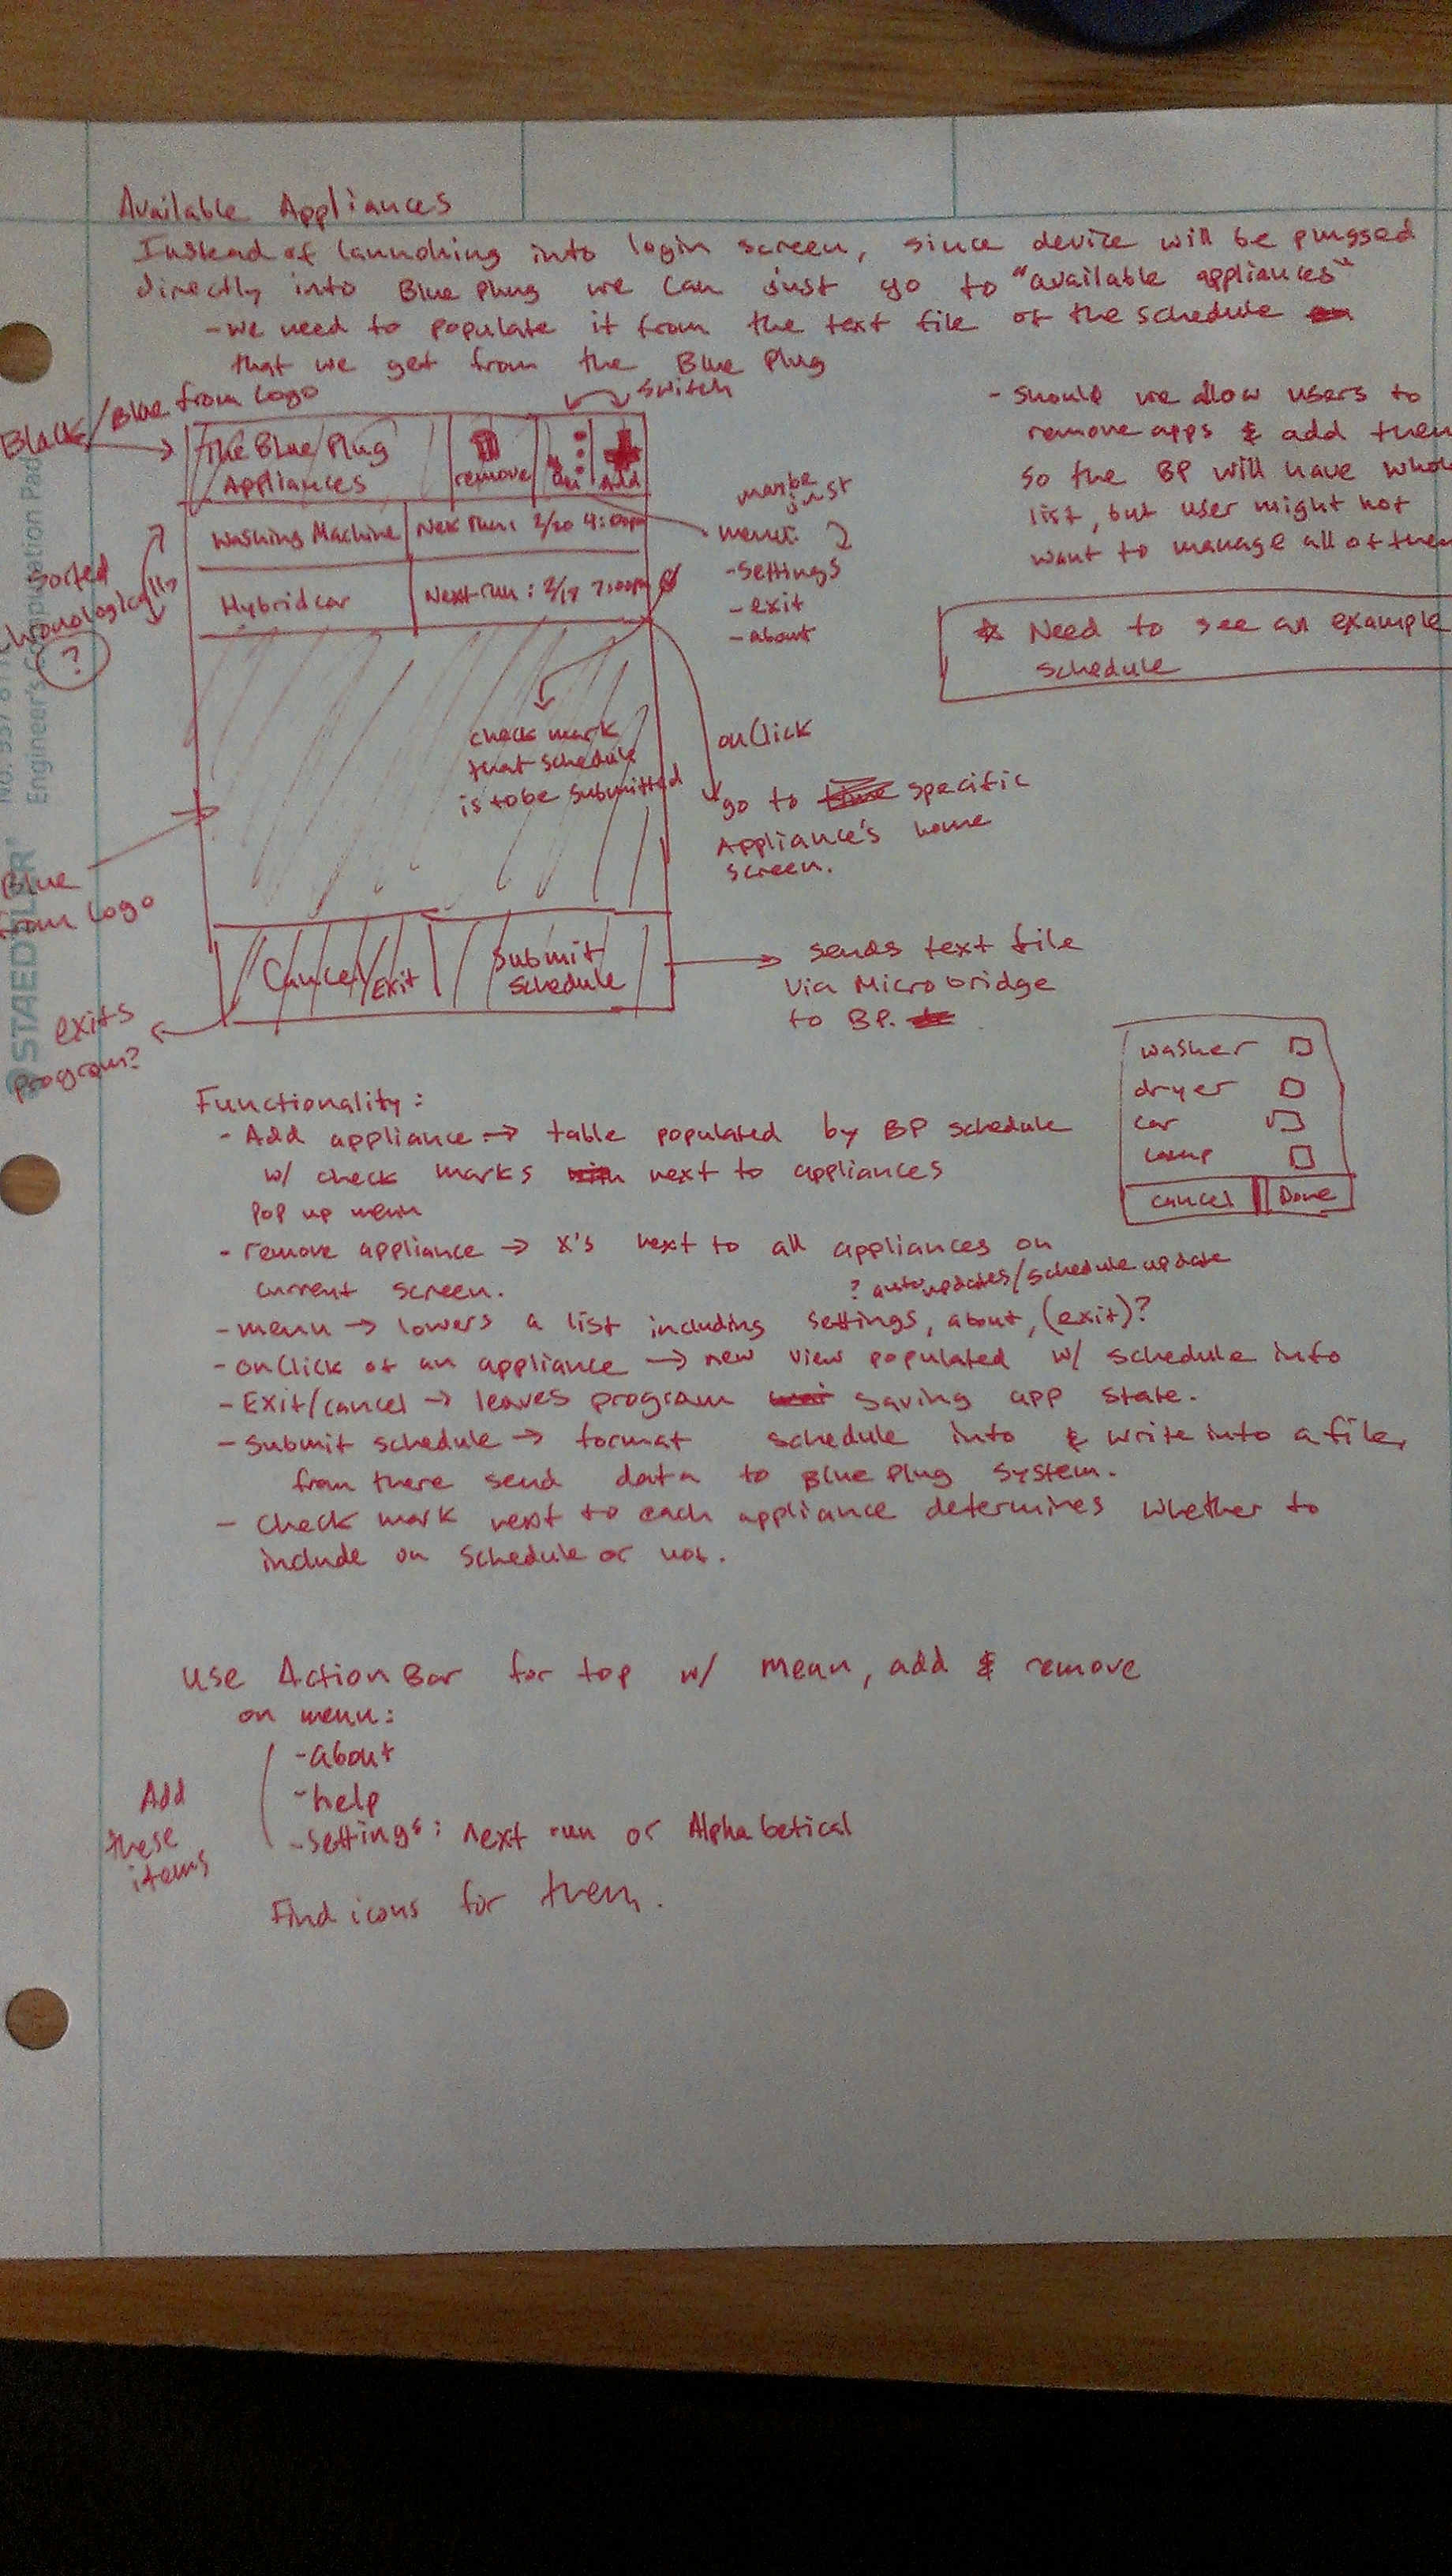 Available Appliances
Instead of launching into login screen, since device will be plugged
directly into Blue Plug we can just go to "available appliances"
-we need to populate it from the text file of the schedule
that we get from the Blue Plug
Black/Blue from Logo
switch
The Blue Plug
Appliances
remove
Add
Washing Machine
Next Run: 2/20 4:00pm
Hybrid car
Next run: 2/19 7:00pm
Sorted
chronologically
?
maybe
just
menu:
-settings
-exit
-about
- Should we allow users to
remove apps & add them
So the BP will have whole
list, but user might not
want to manage all of them
Need to see an example
schedule
check mark
that schedule
is to be submitted
onClick
go to specific
Appliance's home
screen.
Blue
from Logo
Cancel/Exit
Submit
Schedule
exits
program?
sends text file
via Microbridge
to BP.
washer
dryer
car
lamp
cancel
Done
Functionality:
- Add appliance → table populated by BP schedule
w/ check marks next to appliances
Pop up menu
- remove appliance → X's next to all appliances on
current screen.
? auto updates/schedule update
- menu → lowers a list including settings, about, (exit)?
- onClick of an appliance → new view populated w/ schedule info
- Exit/cancel → leaves program saving app state.
- Submit schedule → format schedule into & write into a file,
from there send data to Blue Plug system.
- Check mark next to each appliance determines whether to
include on schedule or not.
Use Action Bar for top w/ mean, add & remove
on menu:
-about
-help
-settings: next run or Alphabetical
Add
these
items
Find icons for them.
STAEDTLER
Engineer's Computation Pad